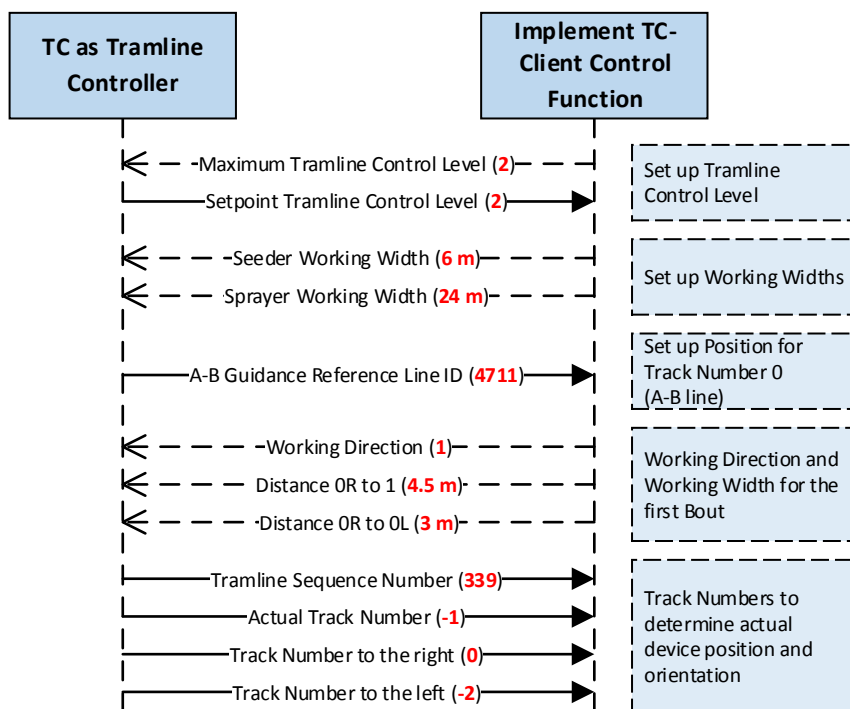 TC as Tramline
Controller
Implement TC-
Client Control
Function
Maximum Tramline Control Level (2)
Setpoint Tramline Control Level (2)
Set up Tramline
Control Level
Seeder Working Width (6 m)
Sprayer Working Width (24 m)
Set up Working Widths
A-B Guidance Reference Line ID (4711)
Set up Position for
Track Number 0
(A-B line)
Working Direction (1)
Distance 0R to 1 (4.5 m)
Distance 0R to 0L (3 m)
Working Direction and
Working Width for the
first Bout
Tramline Sequence Number (339)
Actual Track Number (-1)
Track Number to the right (0)
Track Number to the left (-2)
Track Numbers to
determine actual
device position and
orientation